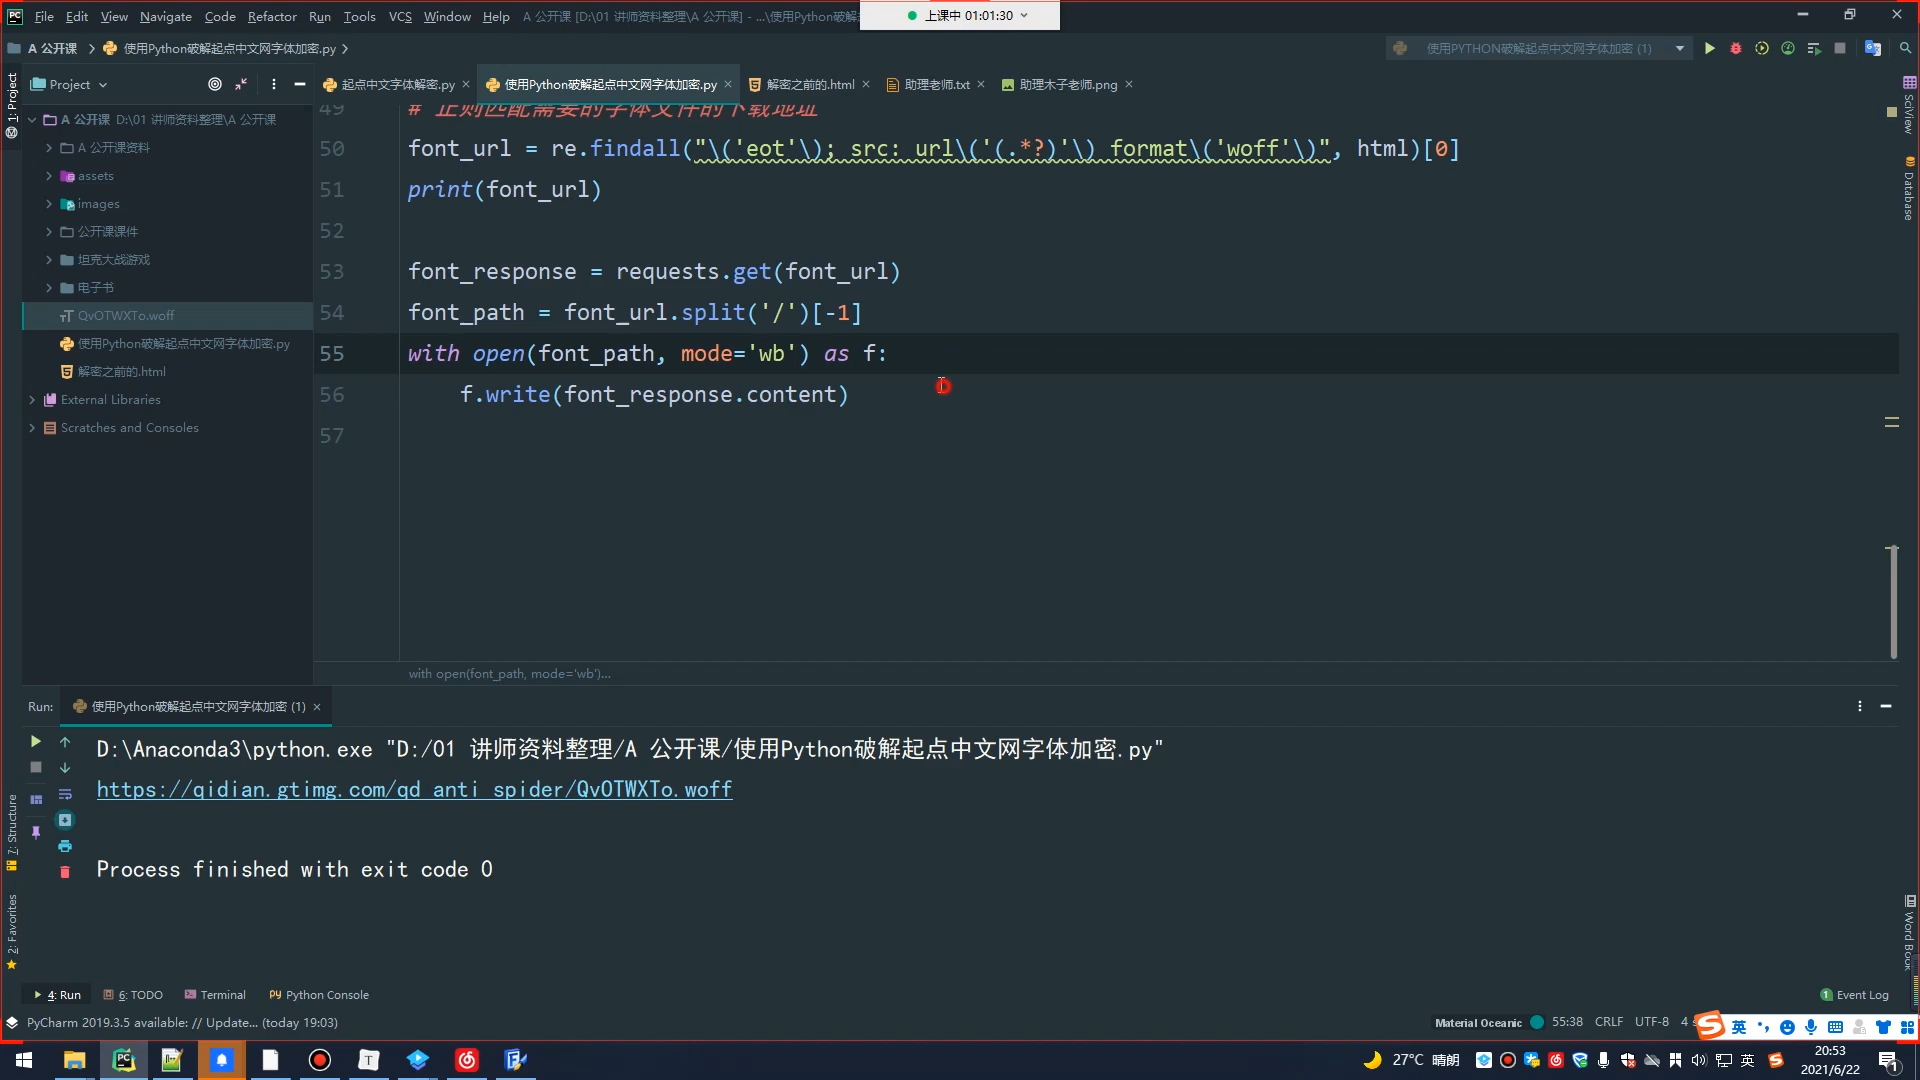 File Edit View Navigate Code Refactor Run Tools VCS Window Help A 公开课 [D:\01 讲师资料整理\A 公开课] - ...\使用Python破解
上课中 01:01:30
A 公开课 使用Python破解起点中文网字体加密.py
使用PYTHON破解起点中文网字体加密 (1)
Project
起点中文字体解密.py
使用Python破解起点中文网字体加密.py
解密之前的.html
助理老师.txt
助理木子老师.png
1: Project
A 公开课 D:\01 讲师资料整理\A 公开课
A 公开课资料
assets
images
公开课课件
坦克大战游戏
电子书
QvOTWXTo.woff
使用Python破解起点中文网字体加密.py
解密之前的.html
External Libraries
Scratches and Consoles
49 # 正则匹配需要的字体文件的下载地址
50 font_url = re.findall("\('eot'\); src: url\('(.*?)'\) format\('woff'\)", html)[0]
51 print(font_url)
52
53 font_response = requests.get(font_url)
54 font_path = font_url.split('/')[-1]
55 with open(font_path, mode='wb') as f:
56 f.write(font_response.content)
57
with open(font_path, mode='wb')...
SciView
Database
Word Book
Run: 使用Python破解起点中文网字体加密 (1)
D:\Anaconda3\python.exe "D:/01 讲师资料整理/A 公开课/使用Python破解起点中文网字体加密.py"
https://qidian.gtimg.com/qd_anti_spider/QvOTWXTo.woff
Process finished with exit code 0
7: Structure
2: Favorites
4: Run 6: TODO Terminal Python Console
1 Event Log
PyCharm 2019.3.5 available: // Update... (today 19:03)
Material Oceanic 55:38 CRLF UTF-8 4 s
英
27°C 晴朗
英
20:53
2021/6/22
1